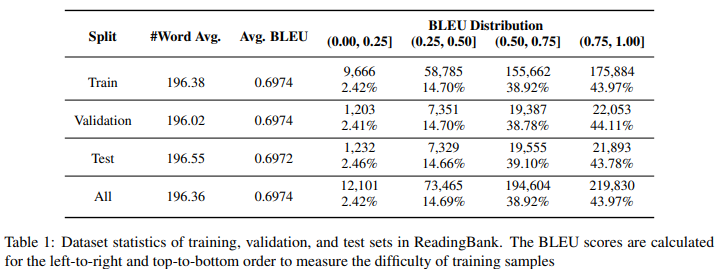 BLEU Distribution
Split #Word Avg. Avg. BLEU (0.00, 0.25] (0.25, 0.50] (0.50, 0.75] (0.75, 1.00]
Train 196.38 0.6974 9,666 58,785 155,662 175,884
2.42% 14.70% 38.92% 43.97%
Validation 196.02 0.6974 1,203 7,351 19,387 22,053
2.41% 14.70% 38.78% 44.11%
Test 196.55 0.6972 1,232 7,329 19,555 21,893
2.46% 14.66% 39.10% 43.78%
All 196.36 0.6974 12,101 73,465 194,604 219,830
2.42% 14.69% 38.92% 43.97%
Table 1: Dataset statistics of training, validation, and test sets in ReadingBank. The BLEU scores are calculated
for the left-to-right and top-to-bottom order to measure the difficulty of training samples